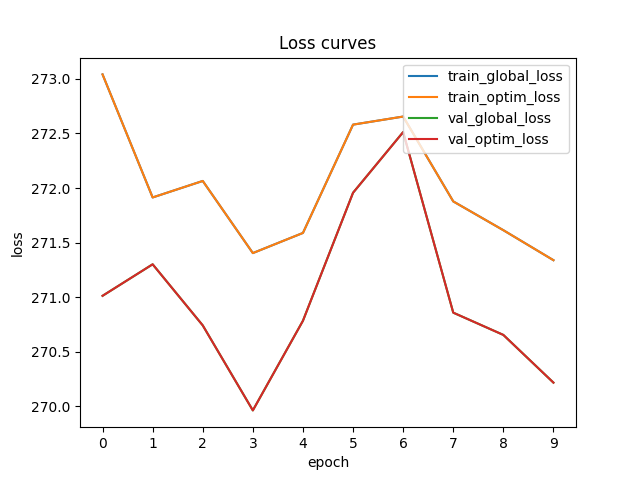 Loss curves
273.0
272.5
272.0
271.5
271.0
270.5
270.0
loss
train_global_loss
train_optim_loss
val_global_loss
val_optim_loss
0 1 2 3 4 5 6 7 8 9
epoch